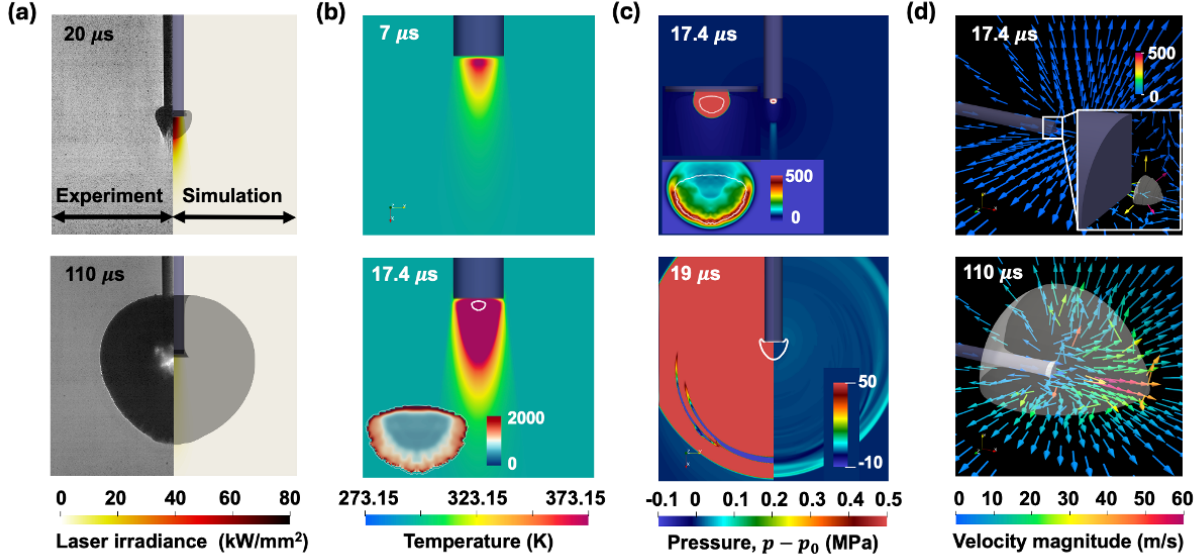 (a)
20 μs
Experiment
Simulation
110 μs
0 20 40 60 80
Laser irradiance (kW/mm²)
(b)
7 μs
17.4 μs
2000
0
273.15 323.15 373.15
Temperature (K)
(c)
17.4 μs
500
0
19 μs
50
-10
-0.1 0 0.1 0.2 0.3 0.4 0.5
Pressure, p − p₀ (MPa)
(d)
17.4 μs
500
0
110 μs
0 10 20 30 40 50 60
Velocity magnitude (m/s)